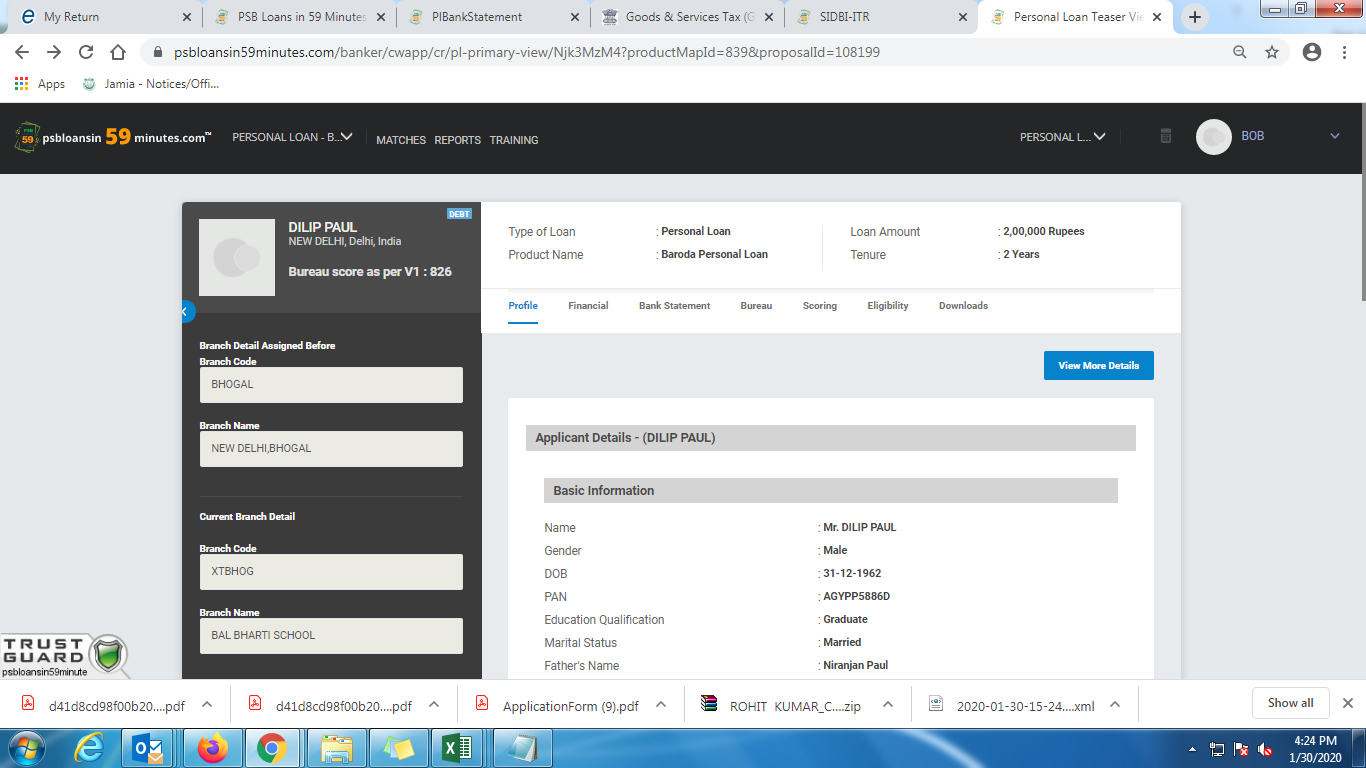 My Return
PSB Loans in 59 Minutes
PIBankStatement
Goods & Services Tax (G
SIDBI-ITR
Personal Loan Teaser Vie
psbloansin59minutes.com/banker/cwapp/cr/pl-primary-view/Njk3MzM4?productMapId=839&proposalId=108199
Apps
Jamia - Notices/Offi...
PSB 59 psbloansin 59 minutes.com™
PERSONAL LOAN - B...
MATCHES REPORTS TRAINING
PERSONAL L...
BOB
DILIP PAUL
DEBT
NEW DELHI, Delhi, India
Bureau score as per V1 : 826
Type of Loan : Personal Loan
Loan Amount : 2,00,000 Rupees
Product Name : Baroda Personal Loan
Tenure : 2 Years
Profile Financial Bank Statement Bureau Scoring Eligibility Downloads
View More Details
Branch Detail Assigned Before
Branch Code
BHOGAL
Branch Name
NEW DELHI,BHOGAL
Current Branch Detail
Branch Code
XTBHOG
Branch Name
BAL BHARTI SCHOOL
Applicant Details - (DILIP PAUL)
Basic Information
Name : Mr. DILIP PAUL
Gender : Male
DOB : 31-12-1962
PAN : AGYPP5886D
Education Qualification : Graduate
Marital Status : Married
Father's Name : Niranjan Paul
TRUST
GUARD
psbloansin59minute
d41d8cd98f00b20....pdf
d41d8cd98f00b20....pdf
ApplicationForm (9).pdf
ROHIT KUMAR_C....zip
2020-01-30-15-24....xml
Show all
4:24 PM
1/30/2020